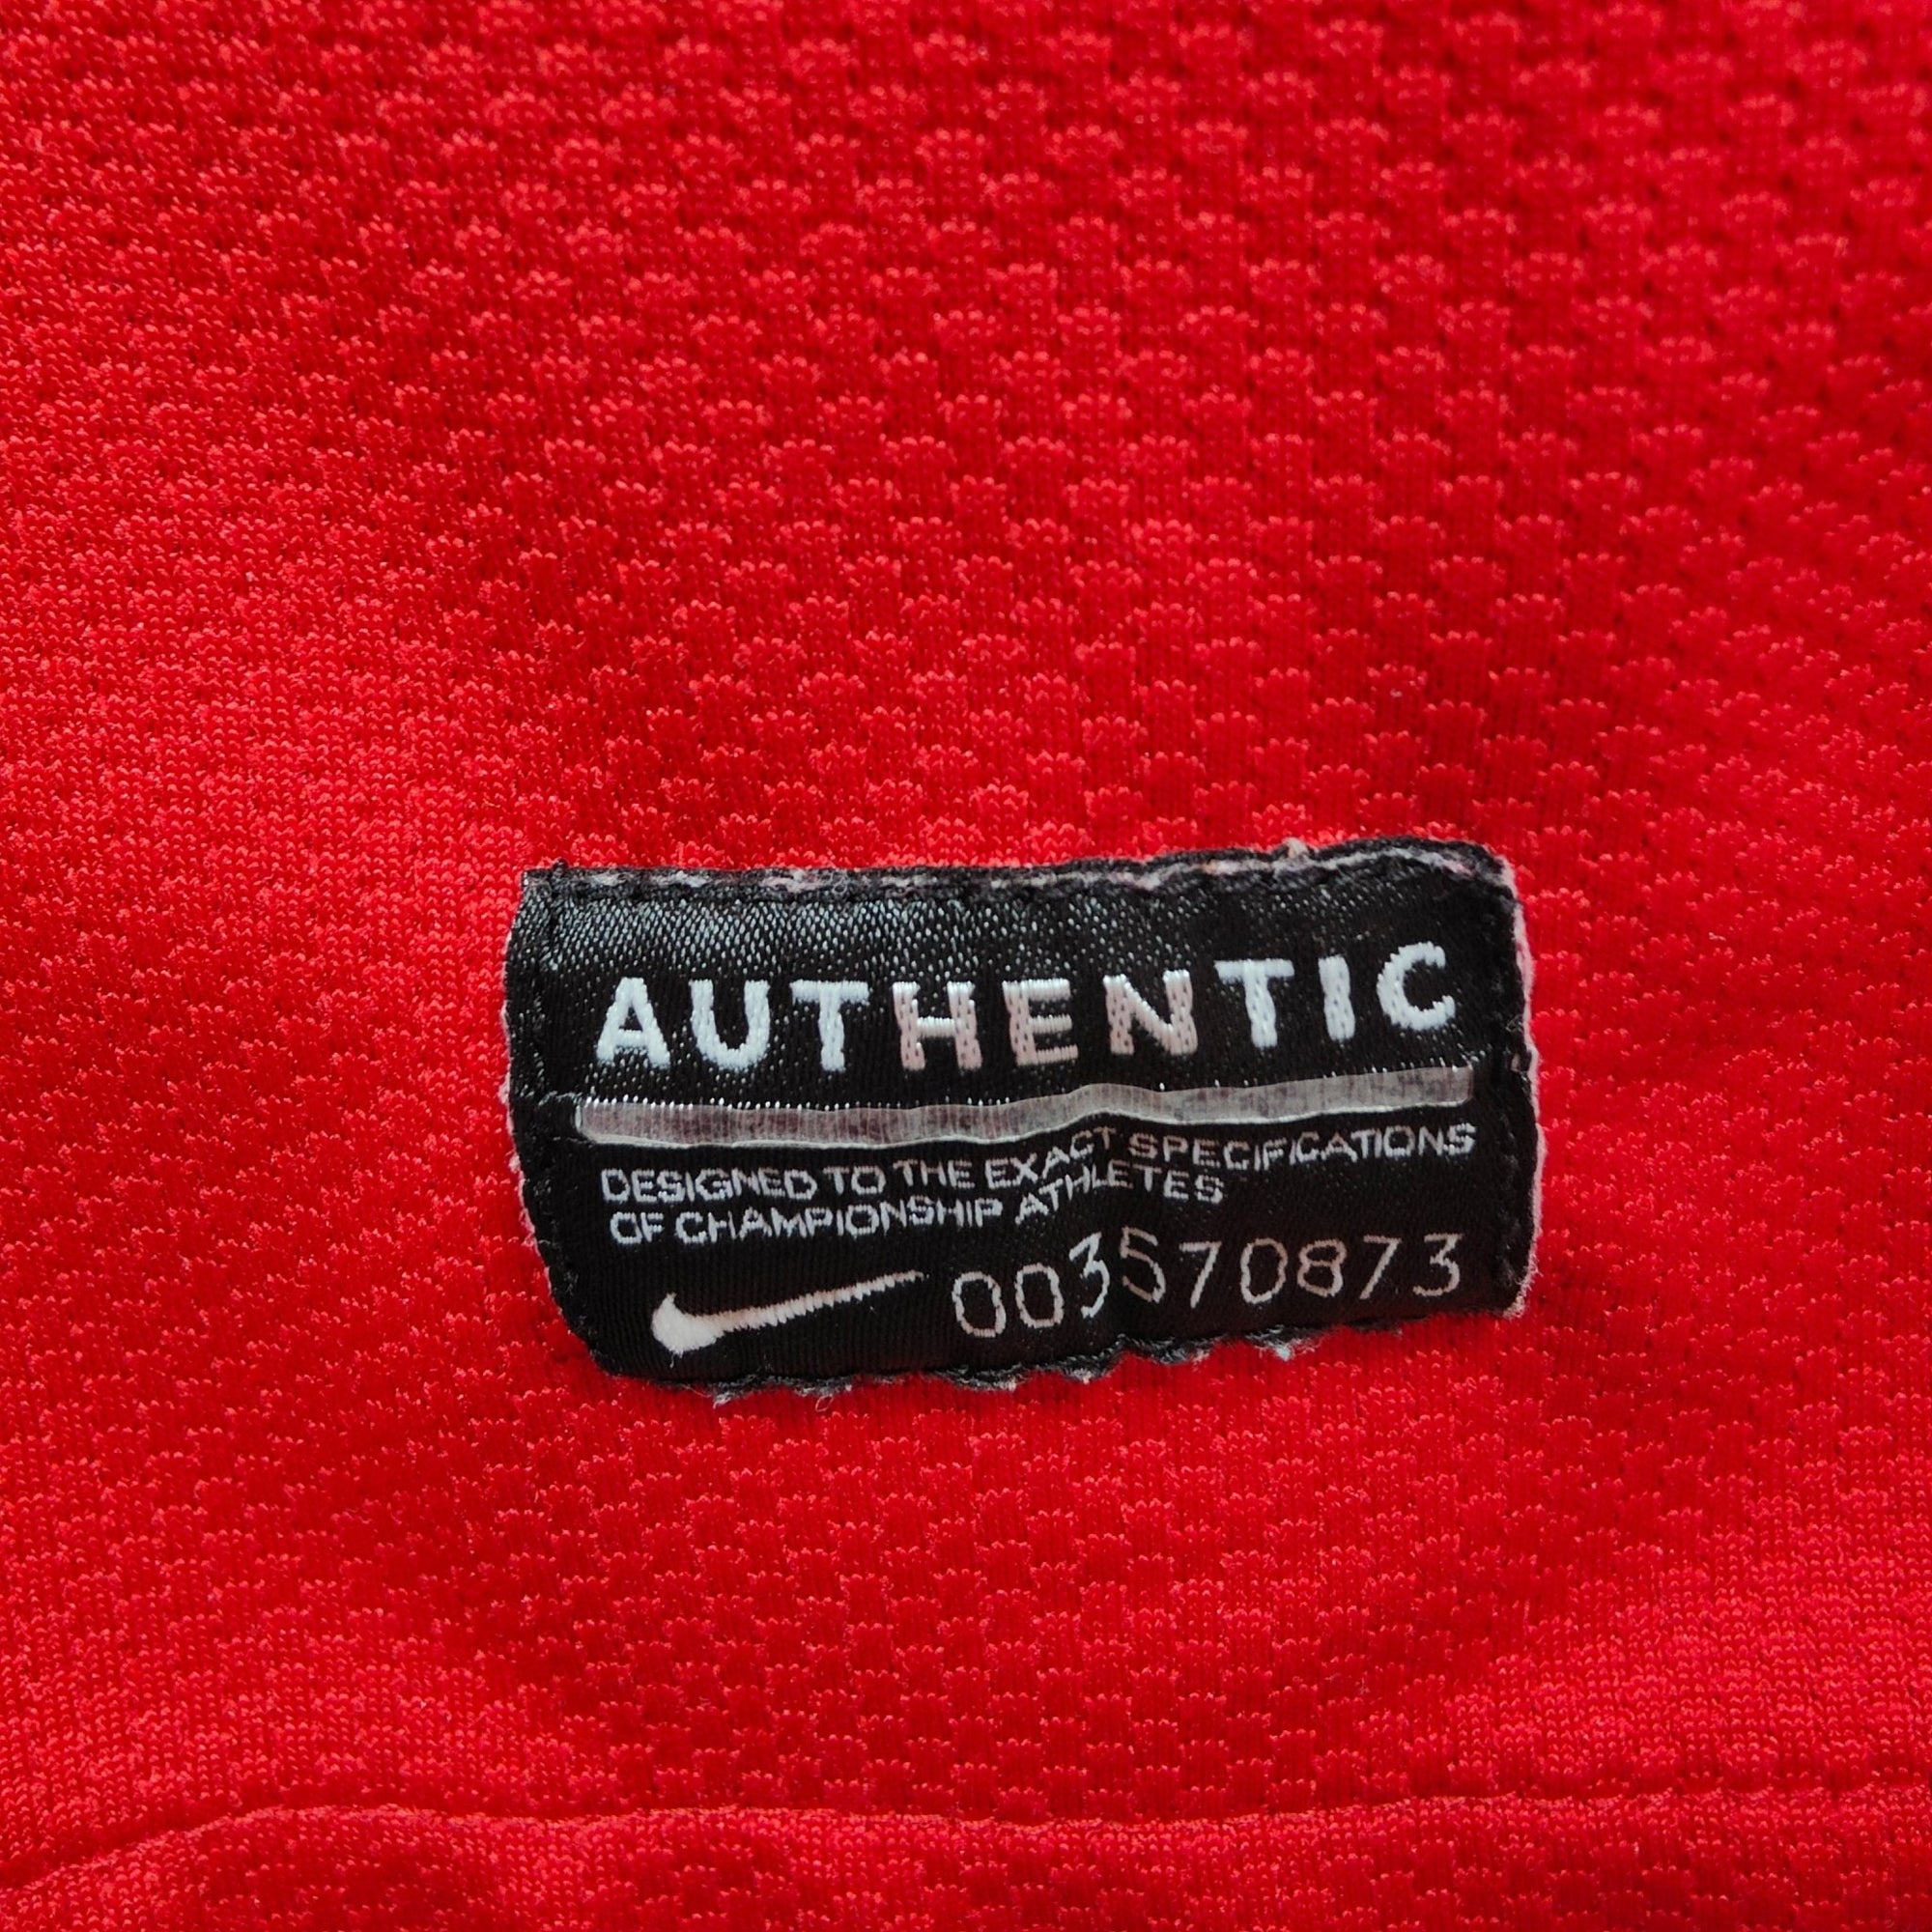 AUTHENTIC
DESIGNED TO THE EXACT SPECIFICATIONS
OF CHAMPIONSHIP ATHLETES
003570873